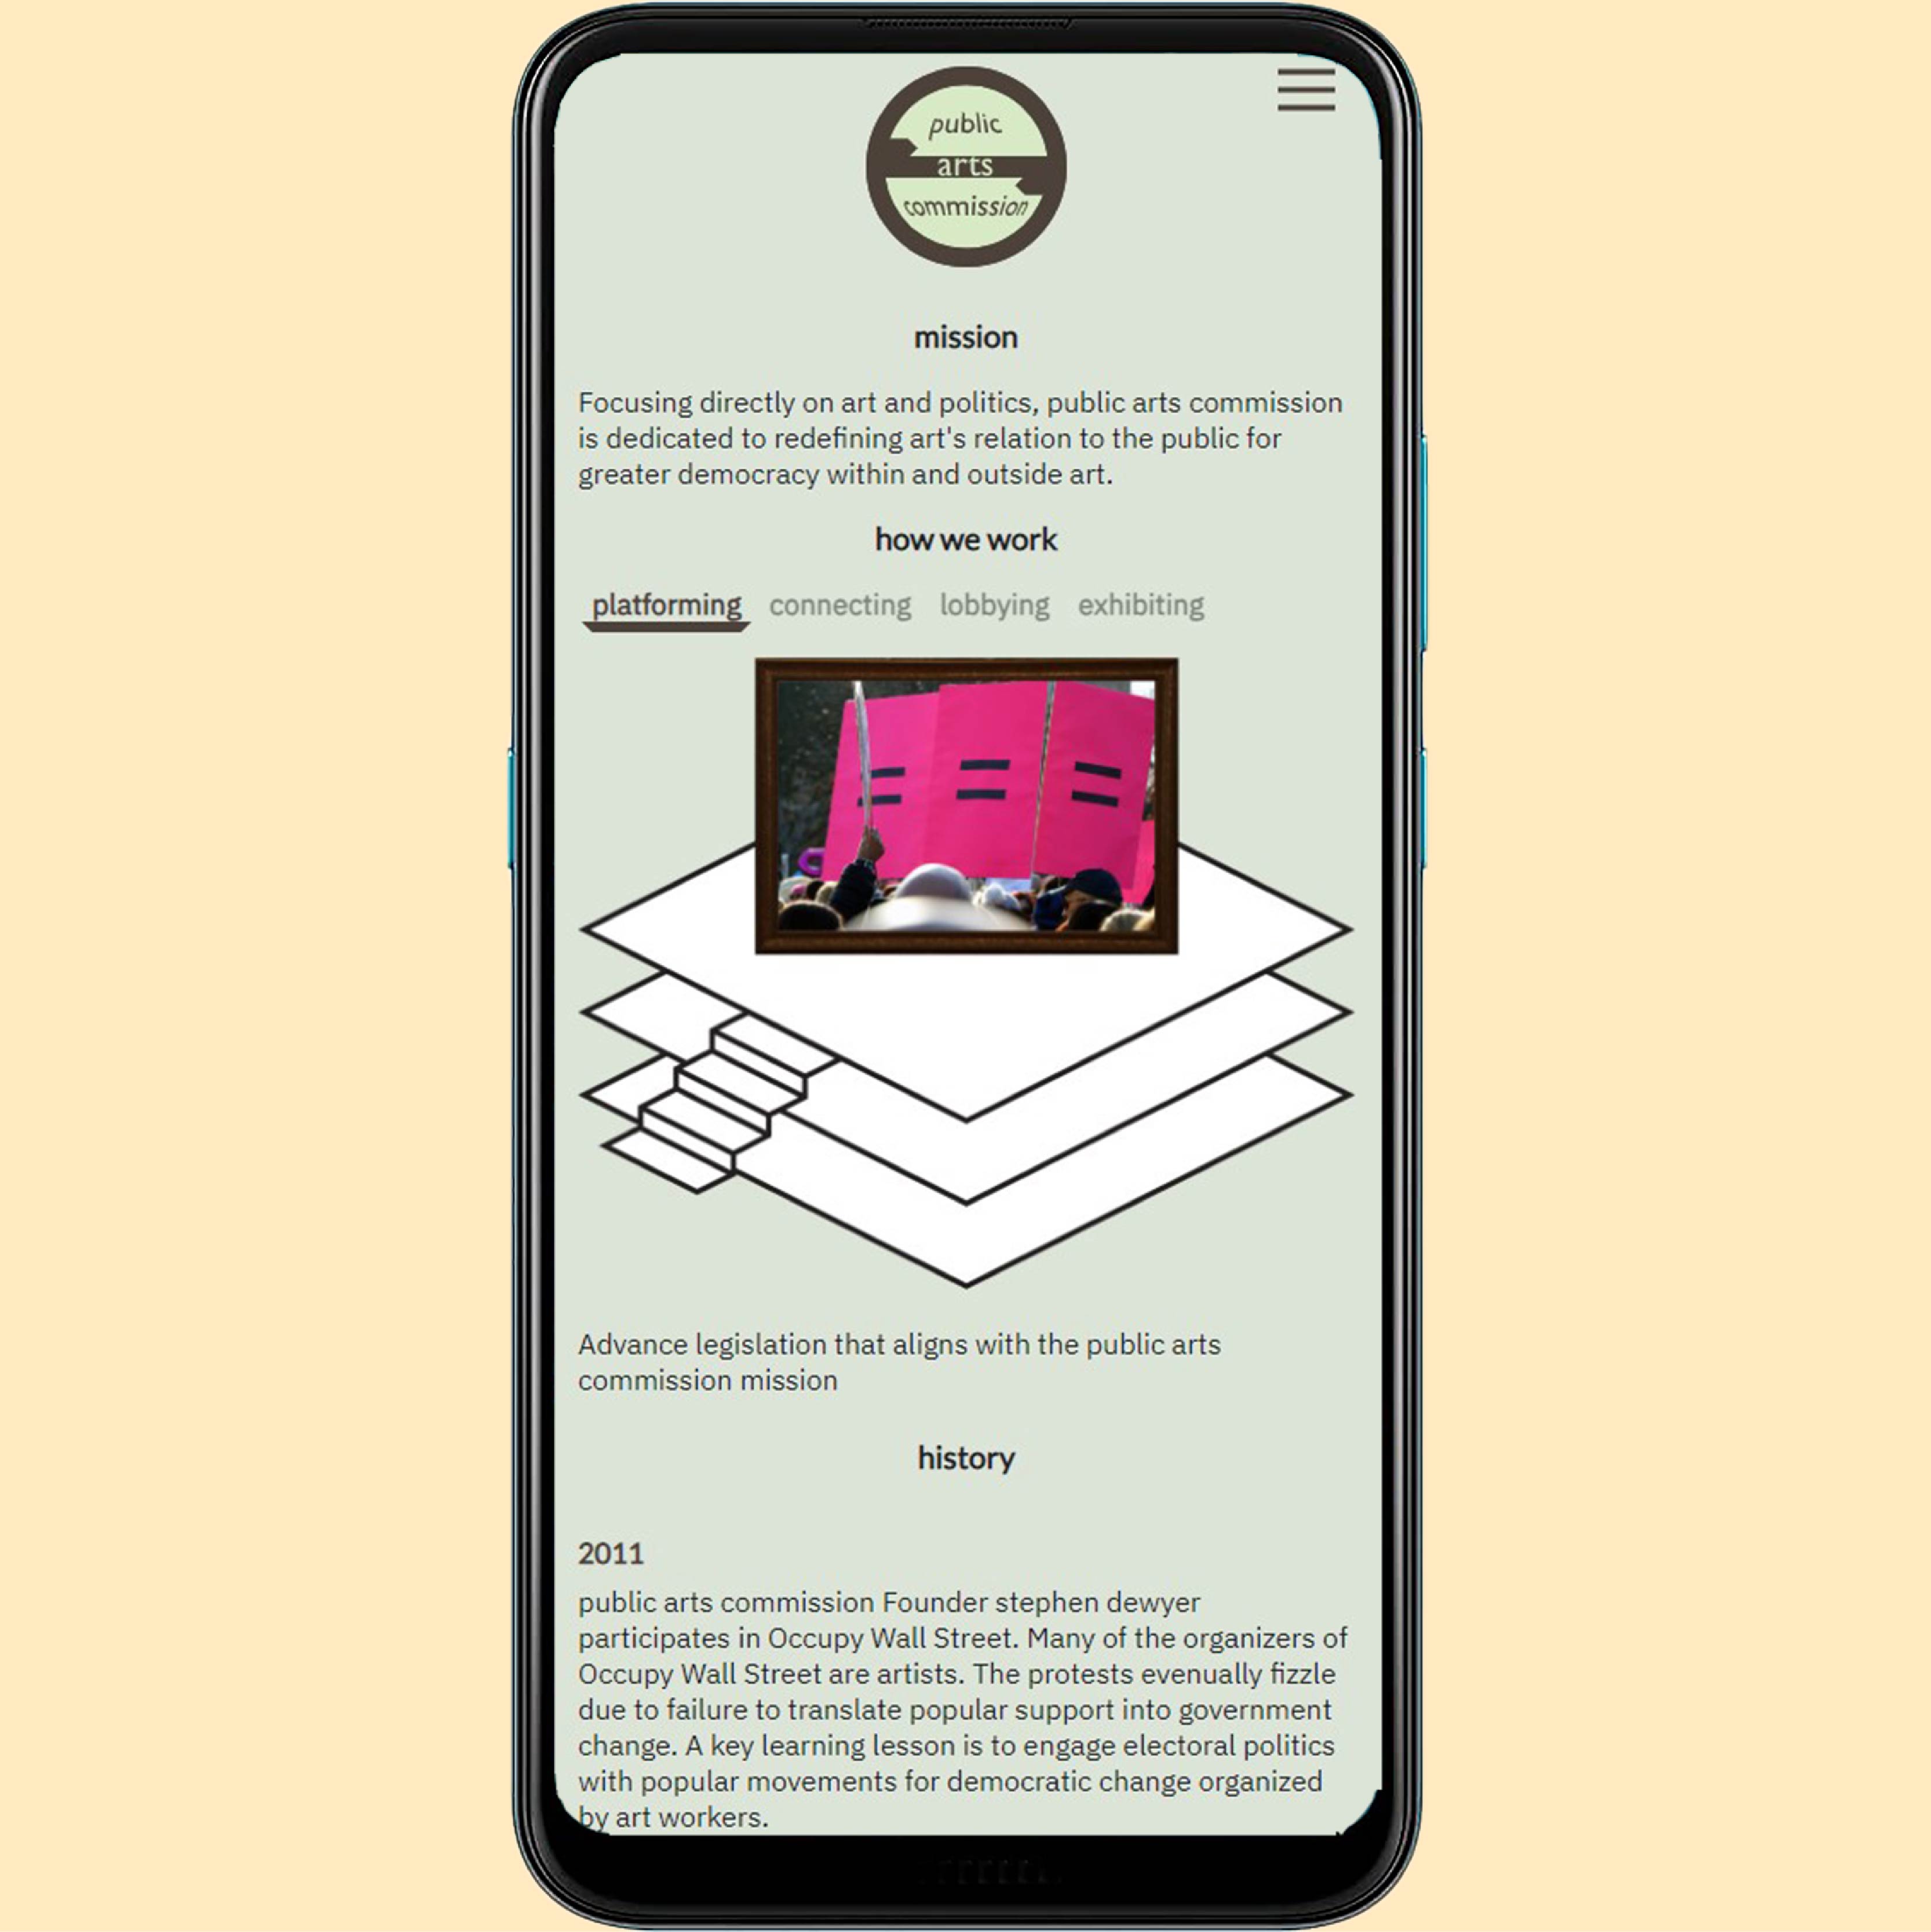 public
arts
commission
mission
Focusing directly on art and politics, public arts commission
is dedicated to redefining art's relation to the public for
greater democracy within and outside art.
how we work
platforming connecting lobbying exhibiting
= = =
Advance legislation that aligns with the public arts
commission mission
history
2011
public arts commission Founder stephen dewyer
participates in Occupy Wall Street. Many of the organizers of
Occupy Wall Street are artists. The protests evenually fizzle
due to failure to translate popular support into government
change. A key learning lesson is to engage electoral politics
with popular movements for democratic change organized
by art workers.